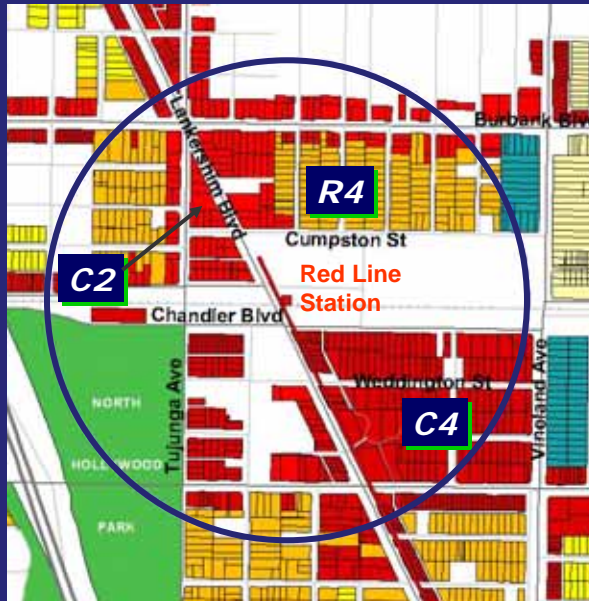 Burbank Blv
Lankershim Blvd
R4
Cumpston St
C2
Red Line
Station
Chandler Blvd
Weddington St
Tujunga Ave
Vineland Ave
NORTH
C4
HOLLYWOOD
PARK